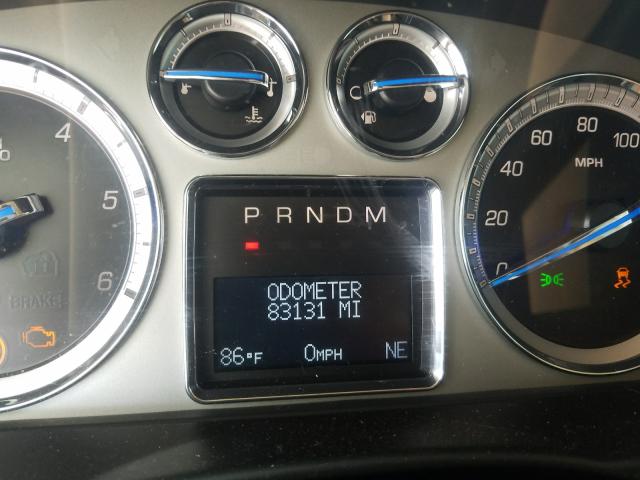 4
5
6
BRAKE
P R N D M
ODOMETER
83131 MI
86°F 0MPH NE
0 20 40 60 80 100
MPH